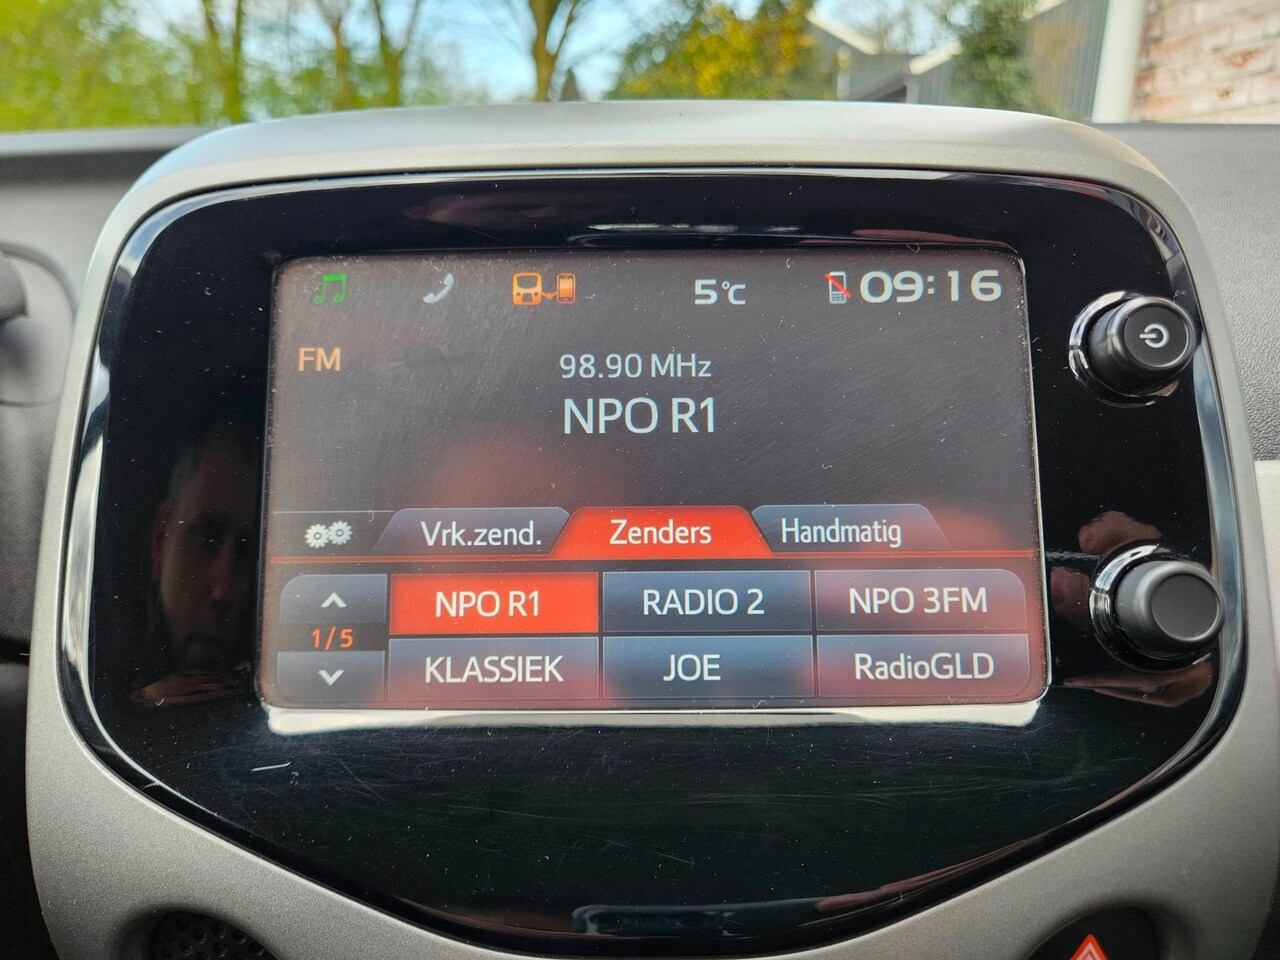 5°C 09:16
FM
98.90 MHz
NPO R1
Vrk.zend. Zenders Handmatig
NPO R1 RADIO 2 NPO 3FM
1/5
KLASSIEK JOE RadioGLD